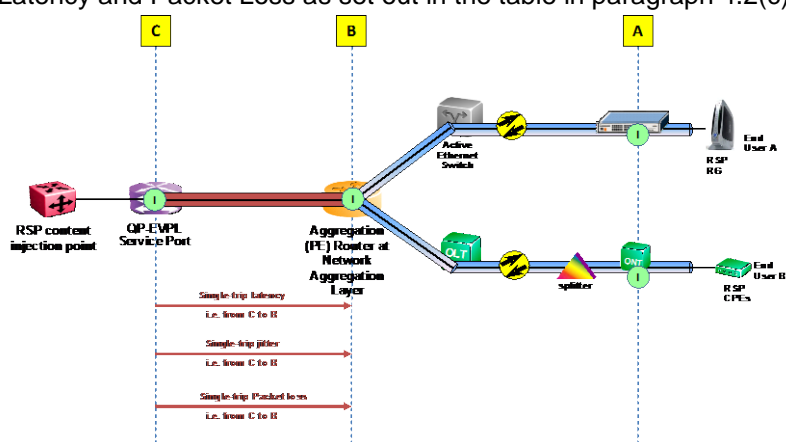 Latency and Packet Loss as set out in the table in paragraph 4.2(c)
C
B
A
Active
Ethernet
Switch
I
RSP
RG
End
User A
RSP content
injection point
I
QP-EVPL
Service Port
I
Aggregation
(PE) Router at
Network
Aggregation
Layer
OLT
splitter
ONT
I
End
User B
RSP
CPEs
Single-trip latency
i.e. from C to B
Single-trip jitter
i.e. from C to B
Single-trip Packet loss
i.e. from C to B